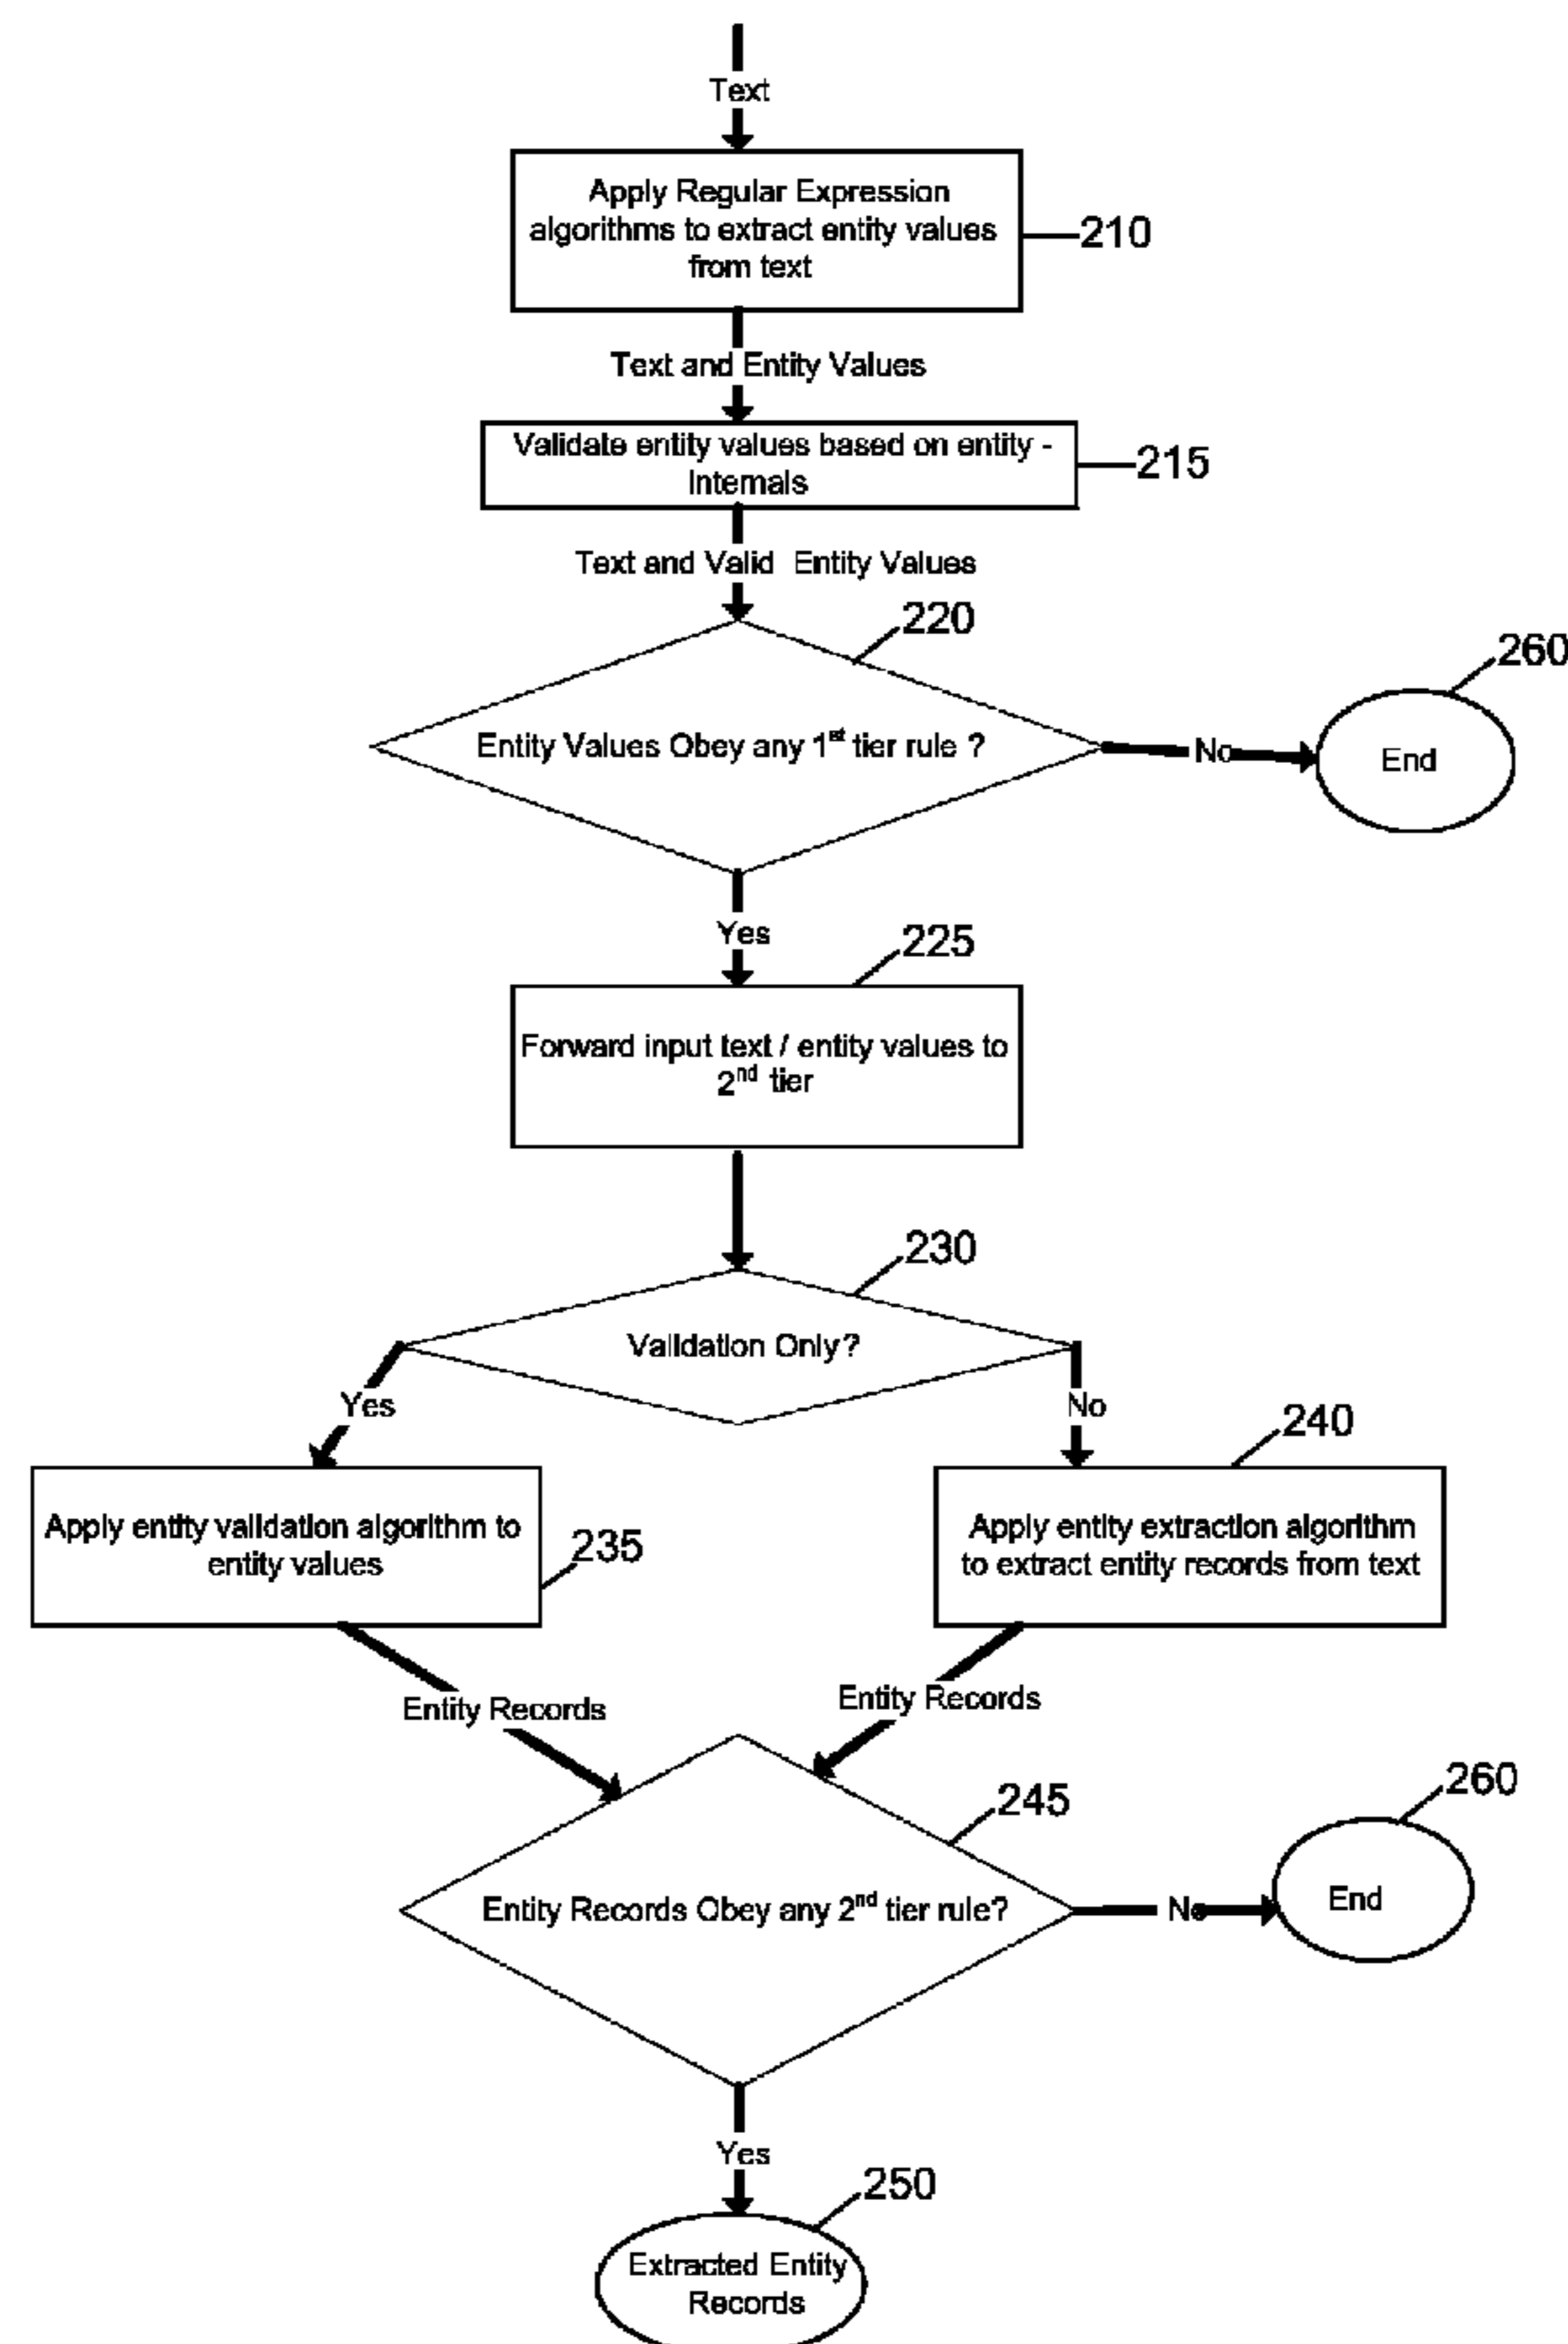 Text
Apply Regular Expression
algorithms to extract entity values
from text
210
Text and Entity Values
Validate entity values based on entity -
Internals
215
Text and Valid Entity Values
220
260
Entity Values Obey any 1st tier rule ?
No
End
Yes
225
Forward input text / entity values to
2nd tier
230
Validation Only?
Yes
No
240
Apply entity validation algorithm to
entity values
235
Apply entity extraction algorithm
to extract entity records from text
Entity Records
Entity Records
245
260
Entity Records Obey any 2nd tier rule?
No
End
Yes
250
Extracted Entity
Records